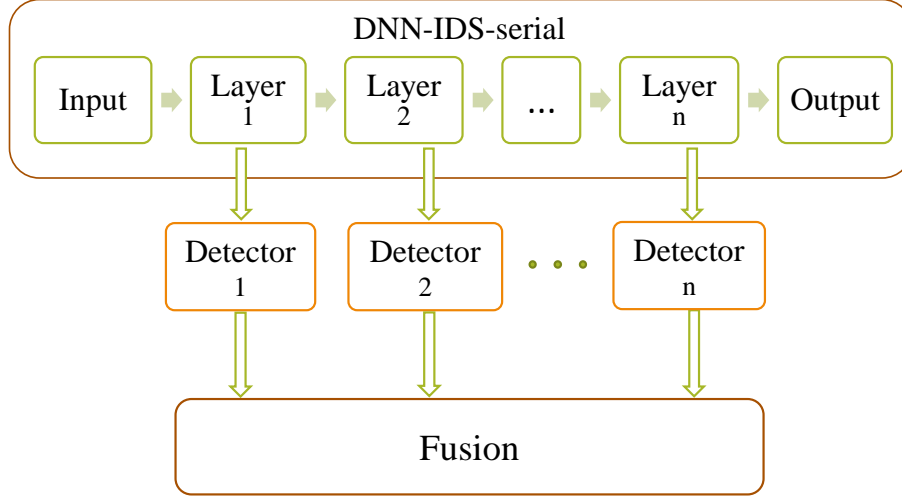 DNN-IDS-serial
Input
Layer
1
Layer
2
...
Layer
n
Output
Detector
1
Detector
2
Detector
n
Fusion